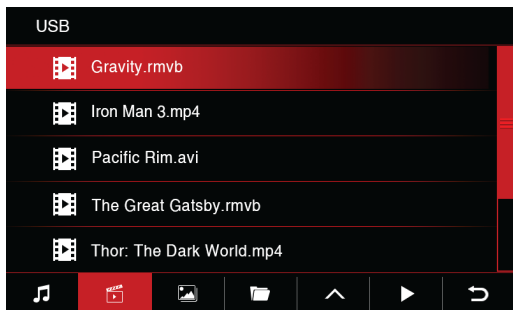 USB
Gravity.rmvb
Iron Man 3.mp4
Pacific Rim.avi
The Great Gatsby.rmvb
Thor: The Dark World.mp4